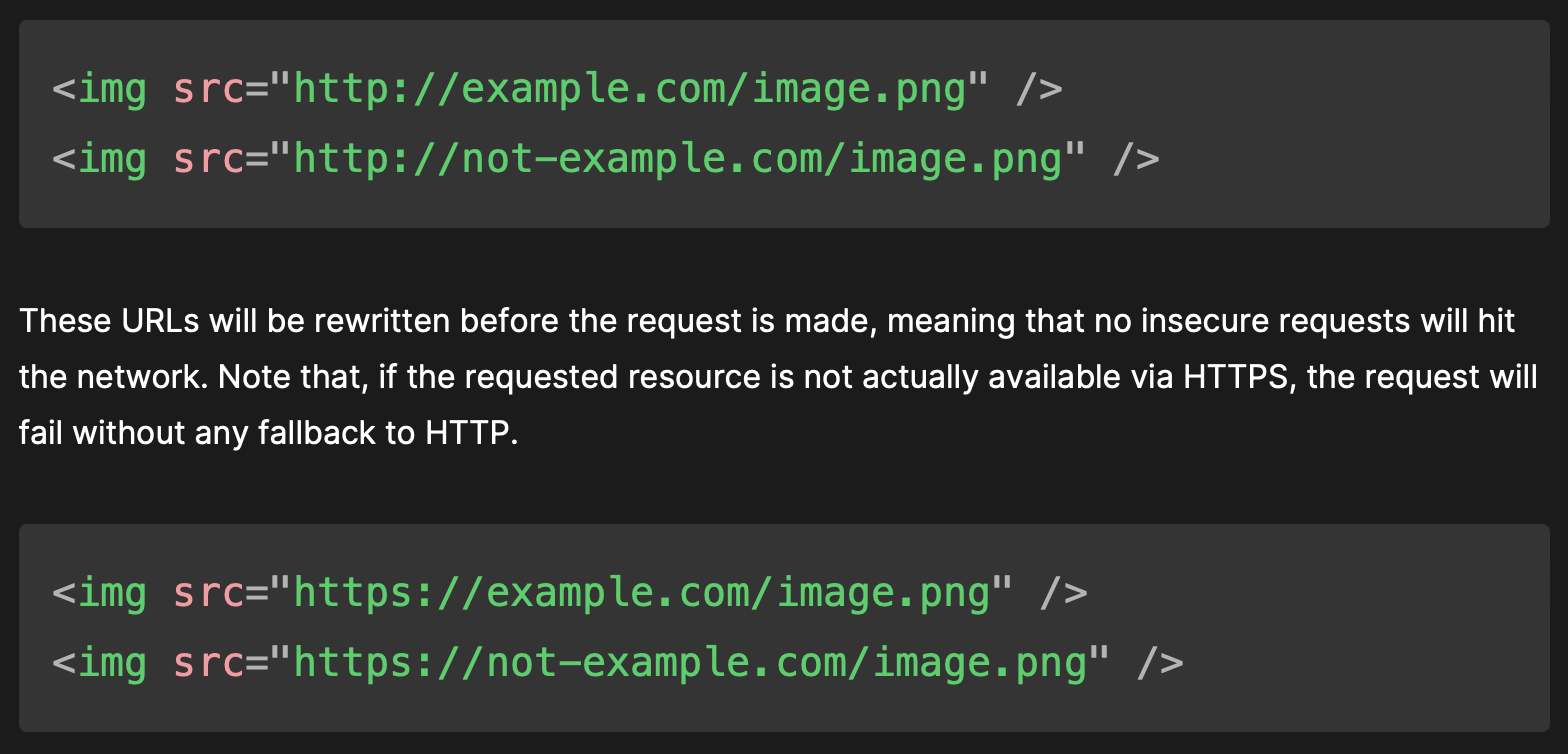 <img src="http://example.com/image.png" />
<img src="http://not-example.com/image.png" />
These URLs will be rewritten before the request is made, meaning that no insecure requests will hit
the network. Note that, if the requested resource is not actually available via HTTPS, the request will
fail without any fallback to HTTP.
<img src="https://example.com/image.png" />
<img src="https://not-example.com/image.png" />